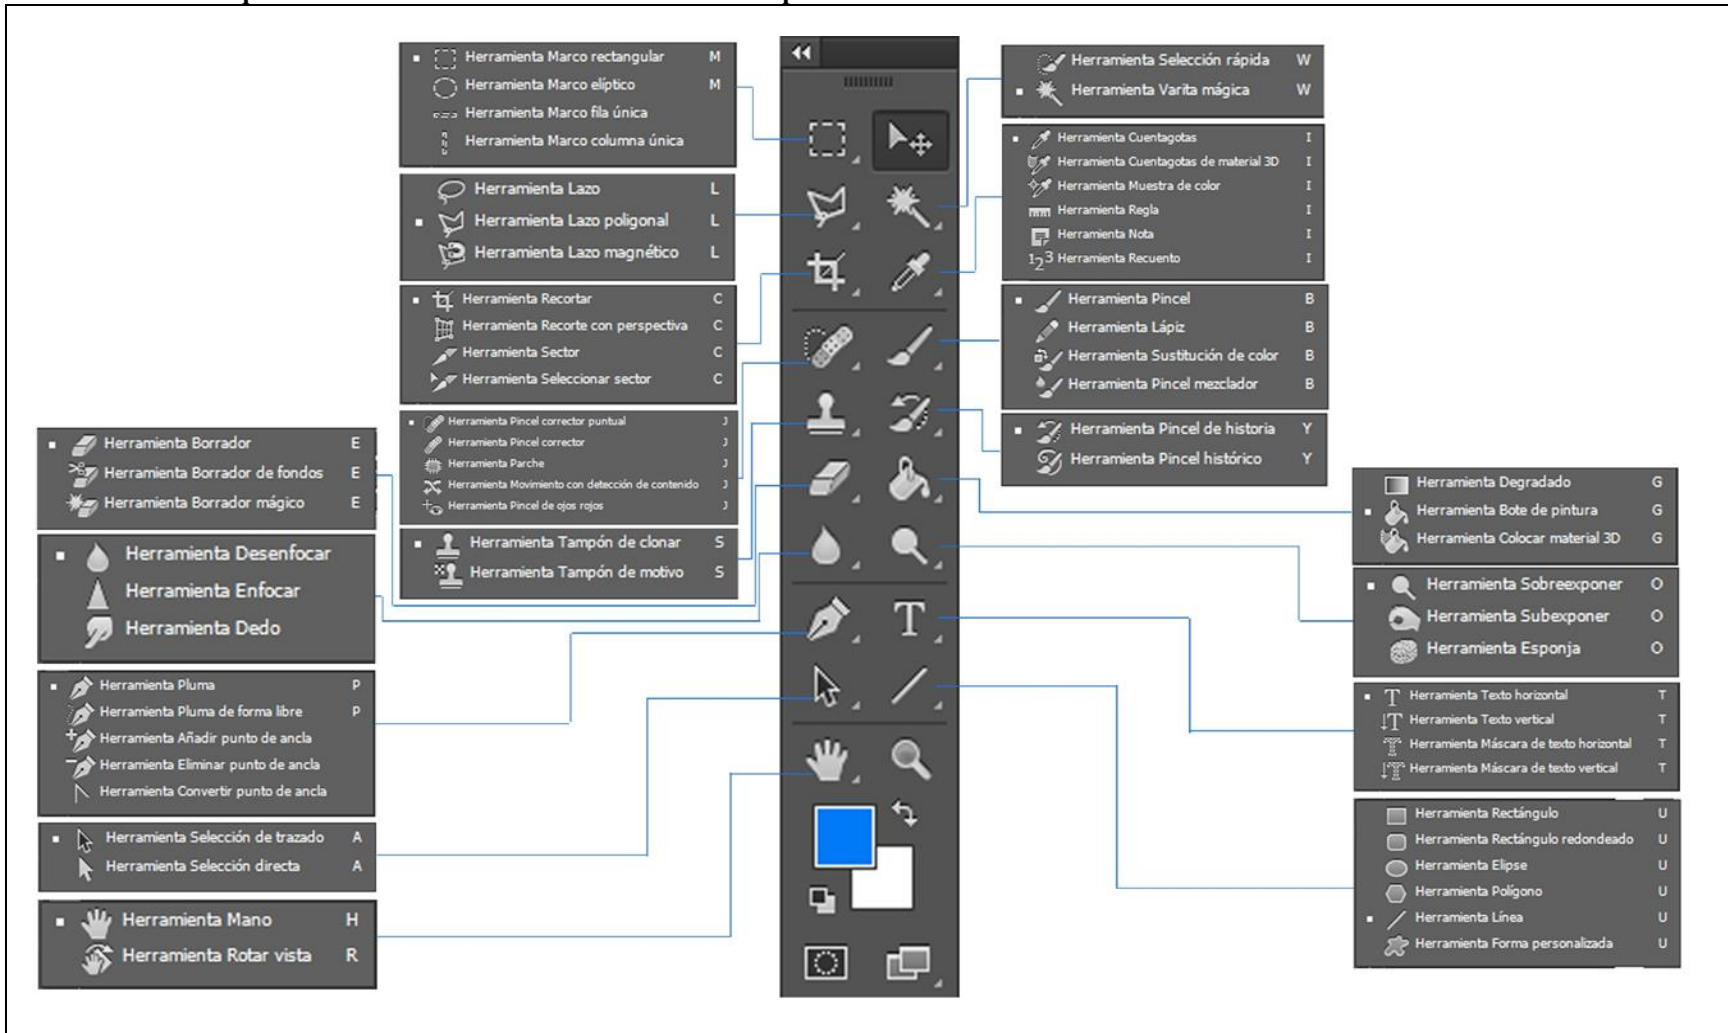 Herramienta Marco rectangular M
Herramienta Marco elíptico M
Herramienta Marco fila única
Herramienta Marco columna única
Herramienta Lazo L
Herramienta Lazo poligonal L
Herramienta Lazo magnético L
Herramienta Recortar C
Herramienta Recorte con perspectiva C
Herramienta Sector C
Herramienta Seleccionar sector C
Herramienta Pincel corrector puntual J
Herramienta Pincel corrector J
Herramienta Parche J
Herramienta Movimiento con detección de contenido J
Herramienta Pincel de ojos rojos J
Herramienta Tampón de clonar S
Herramienta Tampón de motivo S
Herramienta Borrador E
Herramienta Borrador de fondos E
Herramienta Borrador mágico E
Herramienta Desenfocar
Herramienta Enfocar
Herramienta Dedo
Herramienta Pluma P
Herramienta Pluma de forma libre P
Herramienta Añadir punto de ancla
Herramienta Eliminar punto de ancla
Herramienta Convertir punto de ancla
Herramienta Selección de trazado A
Herramienta Selección directa A
Herramienta Mano H
Herramienta Rotar vista R
T
Herramienta Selección rápida W
Herramienta Varita mágica W
Herramienta Cuentagotas I
Herramienta Cuentagotas de material 3D I
Herramienta Muestra de color I
Herramienta Regla I
Herramienta Nota I
123 Herramienta Recuento I
Herramienta Pincel B
Herramienta Lápiz B
Herramienta Sustitución de color B
Herramienta Pincel mezclador B
Herramienta Pincel de historia Y
Herramienta Pincel histórico Y
Herramienta Degradado G
Herramienta Bote de pintura G
Herramienta Colocar material 3D G
Herramienta Sobreexponer O
Herramienta Subexponer O
Herramienta Esponja O
T Herramienta Texto horizontal T
T Herramienta Texto vertical T
T Herramienta Máscara de texto horizontal T
T Herramienta Máscara de texto vertical T
Herramienta Rectángulo U
Herramienta Rectángulo redondeado U
Herramienta Elipse U
Herramienta Polígono U
Herramienta Línea U
Herramienta Forma personalizada U